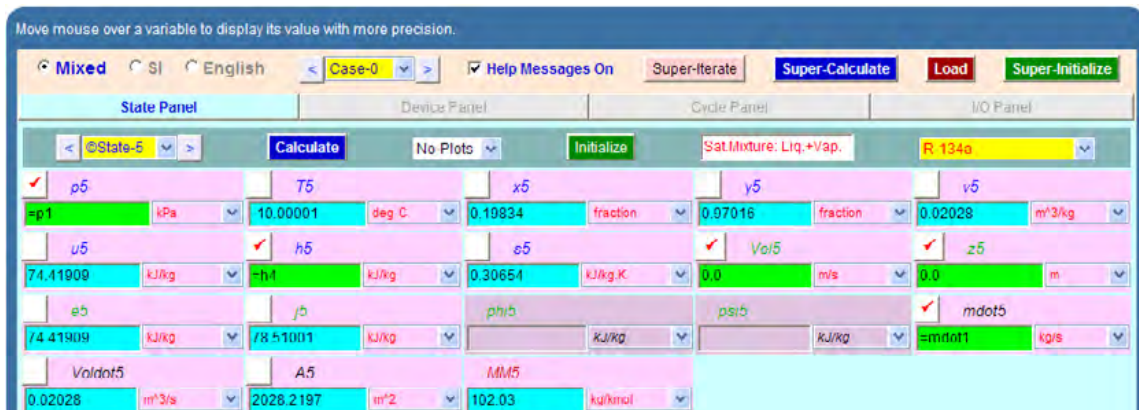 Move mouse over a variable to display its value with more precision.
Mixed SI English < Case-0 > Help Messages On Super-Iterate Super-Calculate Load Super-Initialize
State Panel Device Panel Cycle Panel I/O Panel
< ©State-5 > Calculate No Plots Initialize Sat.Mixture: Liq.+Vap. R-134a
p5 T5 x5 y5 v5
=p1 kPa -10.00001 deg C 0.19834 fraction 0.97016 fraction 0.02028 m^3/kg
u5 h5 s5 Vel5 z5
74.41909 kJ/kg =h4 kJ/kg 0.30654 kJ/kg.K 0.0 m/s 0.0 m
e5 j5 phi5 psi5 mdot5
74.41909 kJ/kg 78.51001 kJ/kg kJ/kg kJ/kg =mdot1 kg/s
Voldot5 A5 MM5
0.02028 m^3/s 2028.2197 m^2 102.03 kg/kmol